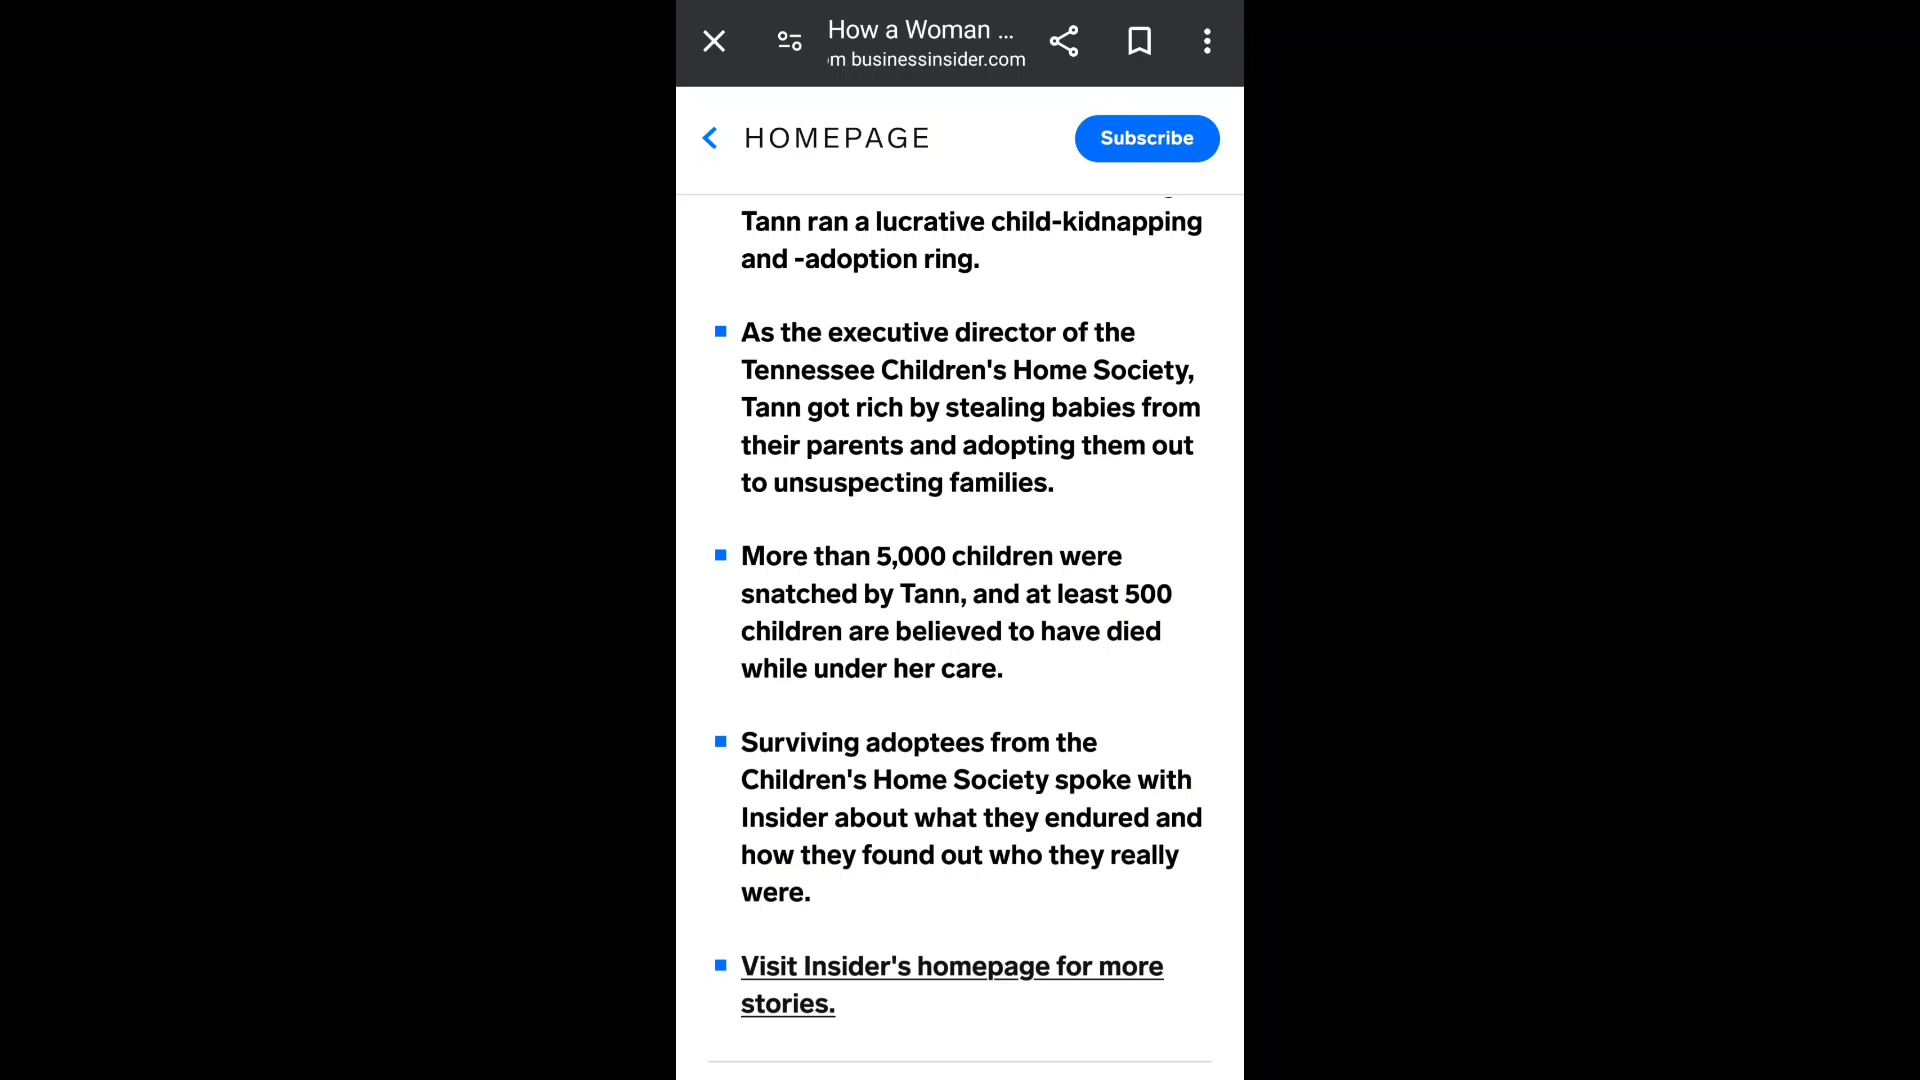 How a Woman ...
m businessinsider.com
HOMEPAGE
Subscribe
Tann ran a lucrative child-kidnapping
and -adoption ring.
As the executive director of the
Tennessee Children's Home Society,
Tann got rich by stealing babies from
their parents and adopting them out
to unsuspecting families.
More than 5,000 children were
snatched by Tann, and at least 500
children are believed to have died
while under her care.
Surviving adoptees from the
Children's Home Society spoke with
Insider about what they endured and
how they found out who they really
were.
Visit Insider's homepage for more
stories.